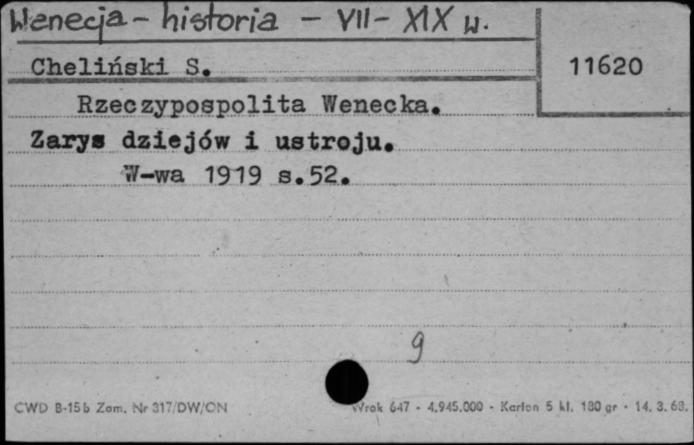 Wenecja - historia - VII - XIX w.
Cheliński S.
11620
Rzeczypospolita Wenecka.
Zarys dziejów i ustroju.
W-wa 1919 s.52.
9
CWD B-15b Zam. Nr 317/DW/ON Wrok 647 - 4.945.000 - Karton 5 kl. 180 gr - 14. 3. 68.